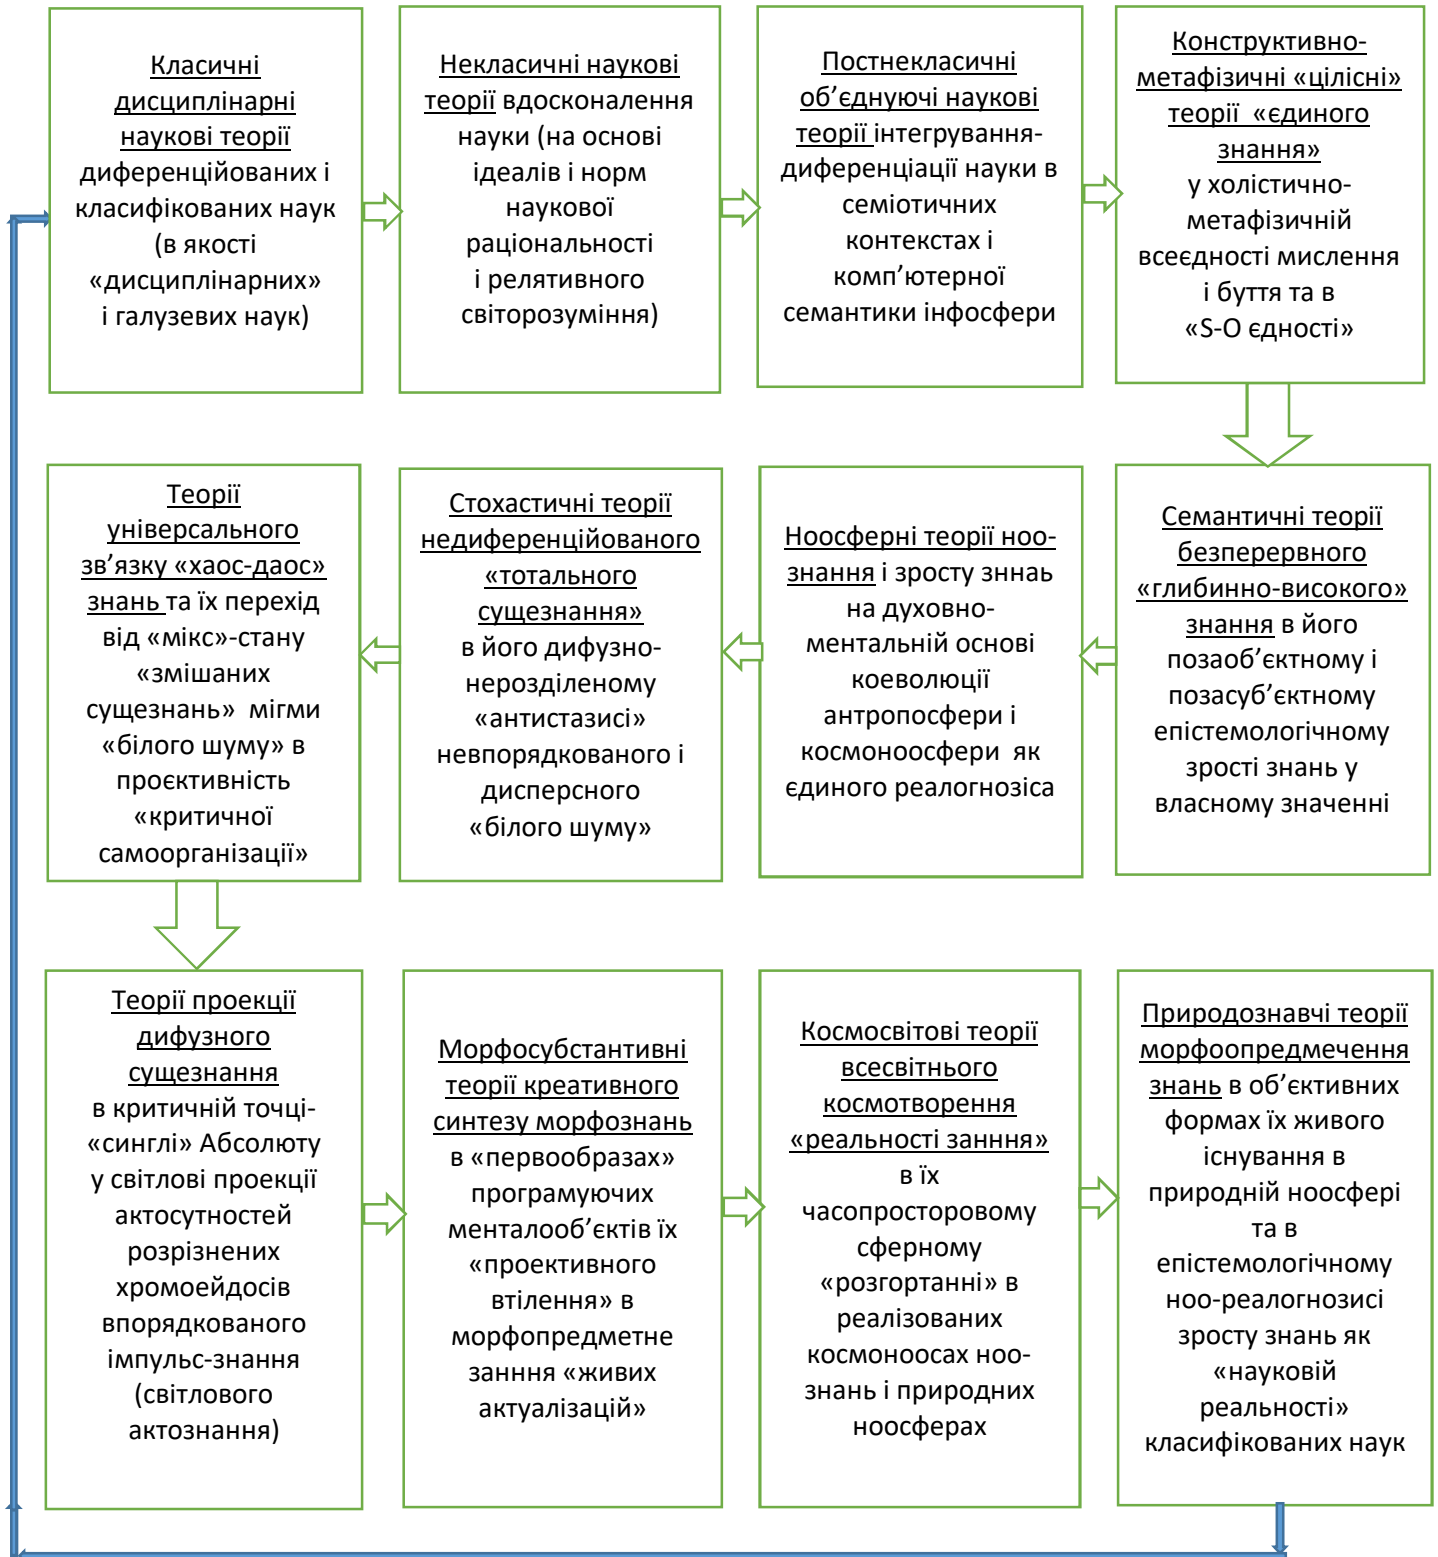 Класичні
дисциплінарні
наукові теорії
диференційованих і
класифікованих наук
(в якості
«дисциплінарних»
і галузевих наук)
Некласичні наукові
теорії вдосконалення
науки (на основі
ідеалів і норм
наукової
раціональності
і релятивного
світорозуміння)
Постнекласичні
об’єднуючі наукові
теорії інтегрування-
диференціації науки в
семіотичних
контекстах і
комп’ютерної
семантики інфосфери
Конструктивно-
метафізичні «цілісні»
теорії «єдиного
знання»
у холістично-
метафізичній
всеєдності мислення
і буття та в
«S-O єдності»
Теорії
універсального
зв’язку «хаос-даос»
знань та їх перехід
від «мікс»-стану
«змішаних
сущезнань» мігми
«білого шуму» в
проєктивність
«критичної
самоорганізації»
Стохастичні теорії
недиференційованого
«тотального
сущезнання»
в його дифузно-
нерозділеному
«антистазисі»
невпорядкованого і
дисперсного
«білого шуму»
Ноосферні теорії ноо-
знання і зросту зннаь
на духовно-
ментальній основі
коеволюції
антропосфери і
космоноосфери як
єдиного реалогнозіса
Семантичні теорії
безперервного
«глибинно-високого»
знання в його
позаоб’єктному і
позасуб’єктному
епістемологічному
зрості знань у
власному значенні
Теорії проекції
дифузного
сущезнання
в критичній точці-
«синглі» Абсолюту
у світлові проекції
актосутностей
розрізнених
хромоейдосів
впорядкованого
імпульс-знання
(світлового
актознання)
Морфосубстантивні
теорії креативного
синтезу морфознань
в «первообразах»
програмуючих
менталооб’єктів їх
«проективного
втілення» в
морфопредметне
занння «живих
актуалізацій»
Космосвітові теорії
всесвітнього
космотворення
«реальності занння»
в їх
часопросторовому
сферному
«розгортанні» в
реалізованих
космоноосах ноо-
знань і природних
ноосферах
Природознавчі теорії
морфоопредмечення
знань в об’єктивних
формах їх живого
існування в
природній ноосфері
та в
епістемологічному
ноо-реалогнозисі
зросту знань як
«науковій
реальності»
класифікованих наук